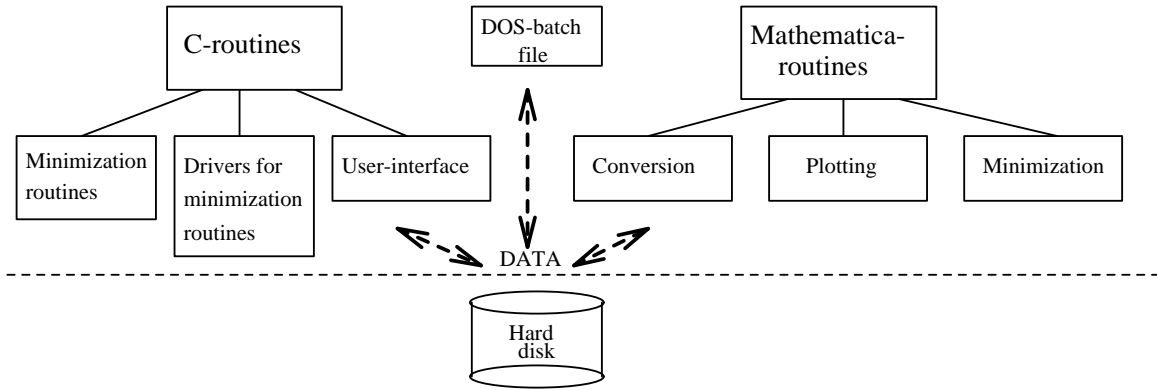 C-routines
DOS-batch
file
Mathematica-
routines
Minimization
routines
Drivers for
minimization
routines
User-interface
Conversion
Plotting
Minimization
DATA
Hard
disk